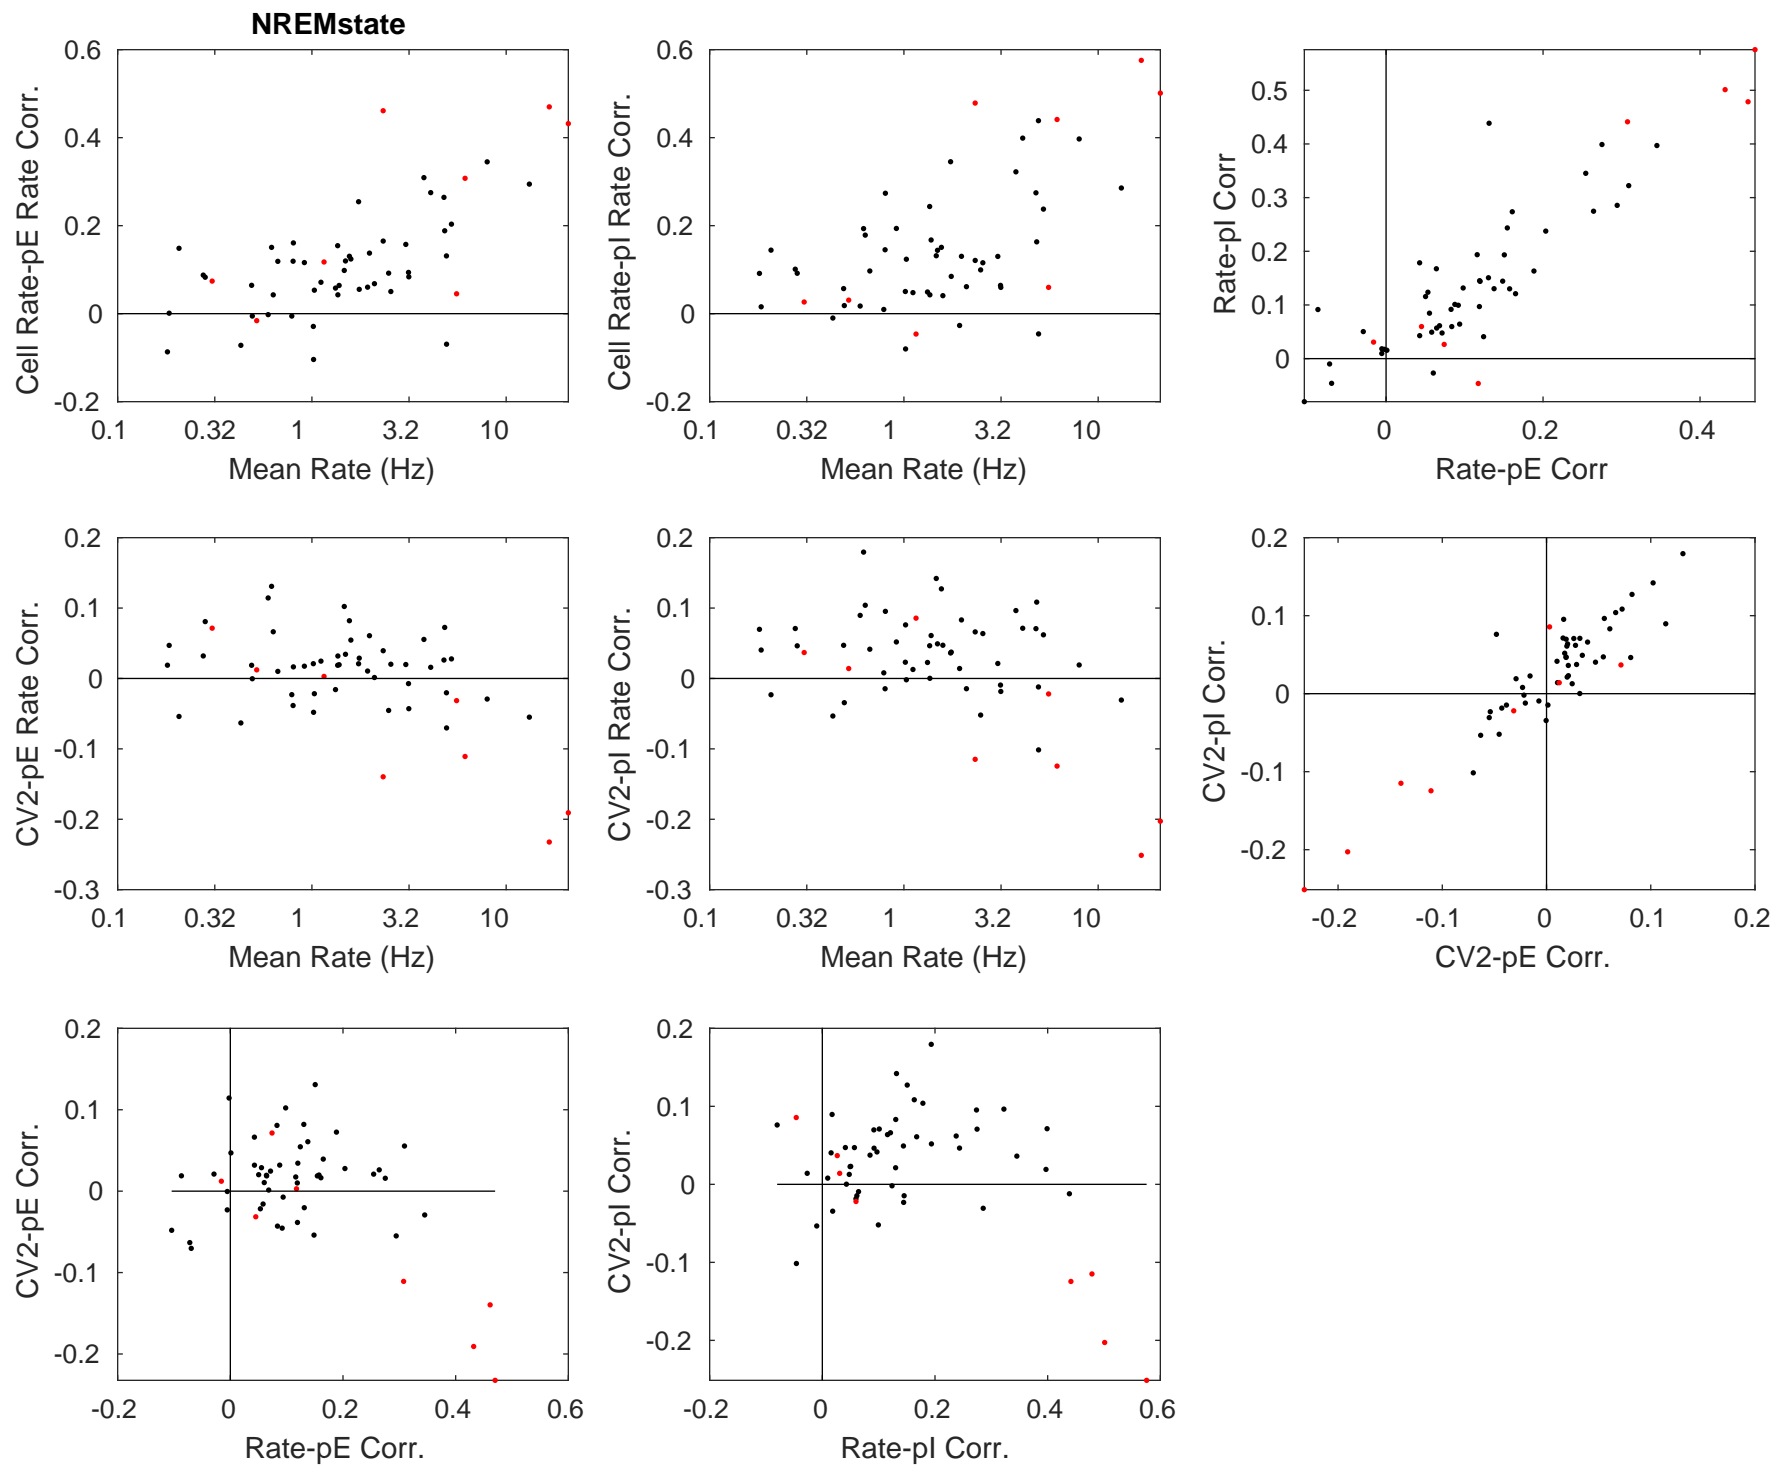 NREMstate
0.6
0.4
0.2
0
-0.2
Cell Rate-pE Rate Corr.
0.1 0.32 1 3.2 10
Mean Rate (Hz)
0.6
0.4
0.2
0
-0.2
Cell Rate-pI Rate Corr.
0.1 0.32 1 3.2 10
Mean Rate (Hz)
0.5
0.4
0.3
0.2
0.1
0
Rate-pI Corr
0 0.2 0.4
Rate-pE Corr
0.2
0.1
0
-0.1
-0.2
-0.3
CV2-pE Rate Corr.
0.1 0.32 1 3.2 10
Mean Rate (Hz)
0.2
0.1
0
-0.1
-0.2
-0.3
CV2-pI Rate Corr.
0.1 0.32 1 3.2 10
Mean Rate (Hz)
0.2
0.1
0
-0.1
-0.2
CV2-pI Corr.
-0.2 -0.1 0 0.1 0.2
CV2-pE Corr.
0.2
0.1
0
-0.1
-0.2
CV2-pE Corr.
-0.2 0 0.2 0.4 0.6
Rate-pE Corr.
0.2
0.1
0
-0.1
-0.2
CV2-pI Corr.
-0.2 0 0.2 0.4 0.6
Rate-pI Corr.